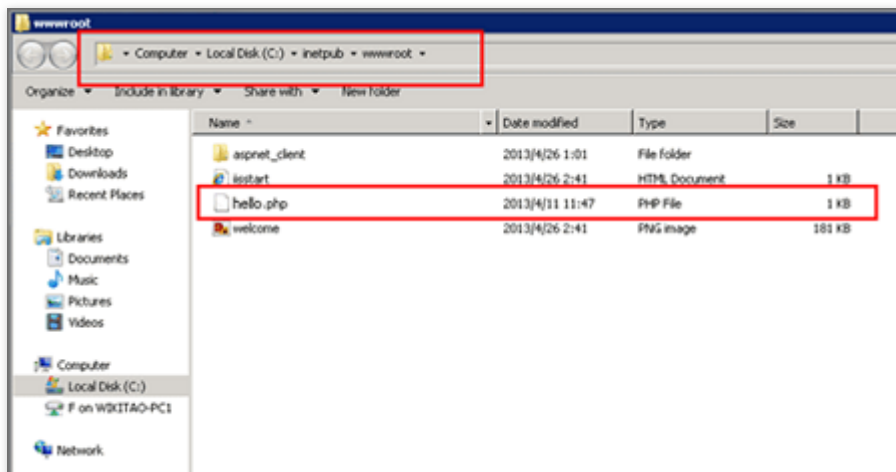 wwwroot
Computer Local Disk (C:) inetpub wwwroot
Organize Include in library Share with New folder
Favorites
Desktop
Downloads
Recent Places
Libraries
Documents
Music
Pictures
Videos
Computer
Local Disk (C:)
F on WIKITAO-PC1
Network
Name Date modified Type Size
aspnet_client 2013/4/26 1:01 File folder
iisstart 2013/4/26 2:41 HTML Document 1 KB
hello.php 2013/4/11 11:47 PHP File 1 KB
welcome 2013/4/26 2:41 PNG image 181 KB